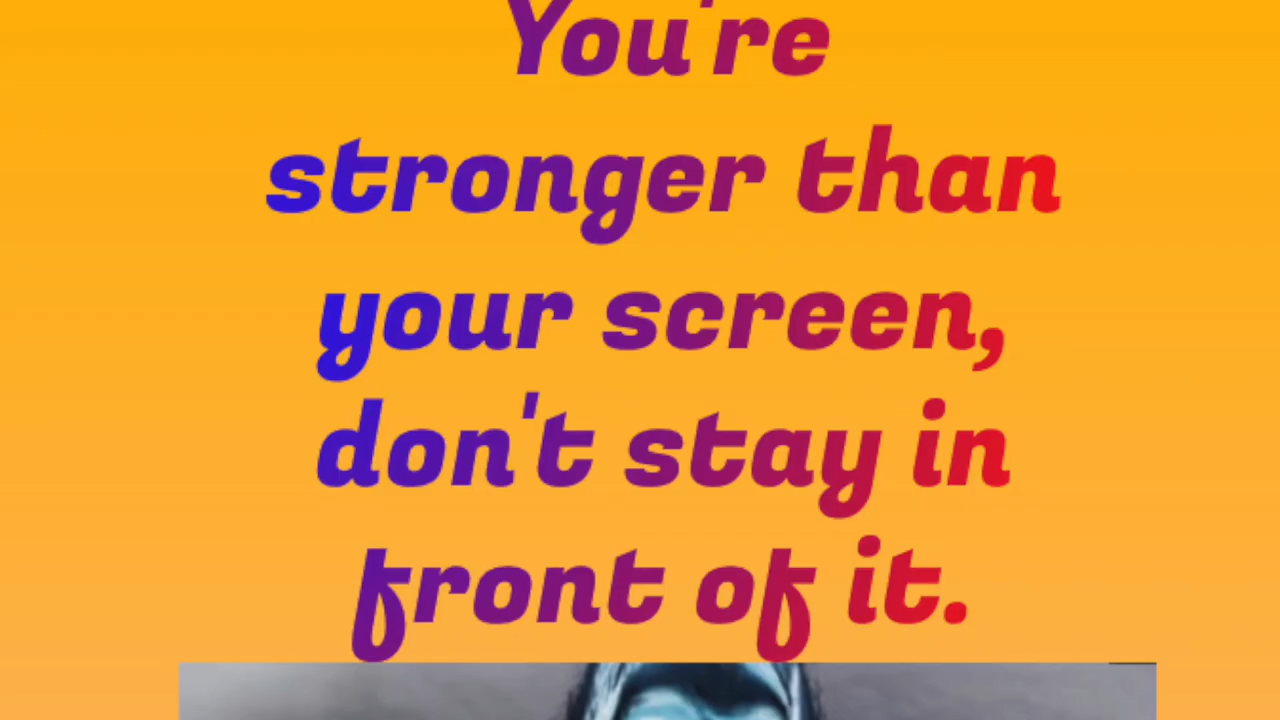 You're
stronger than
your screen,
don't stay in
front of it.